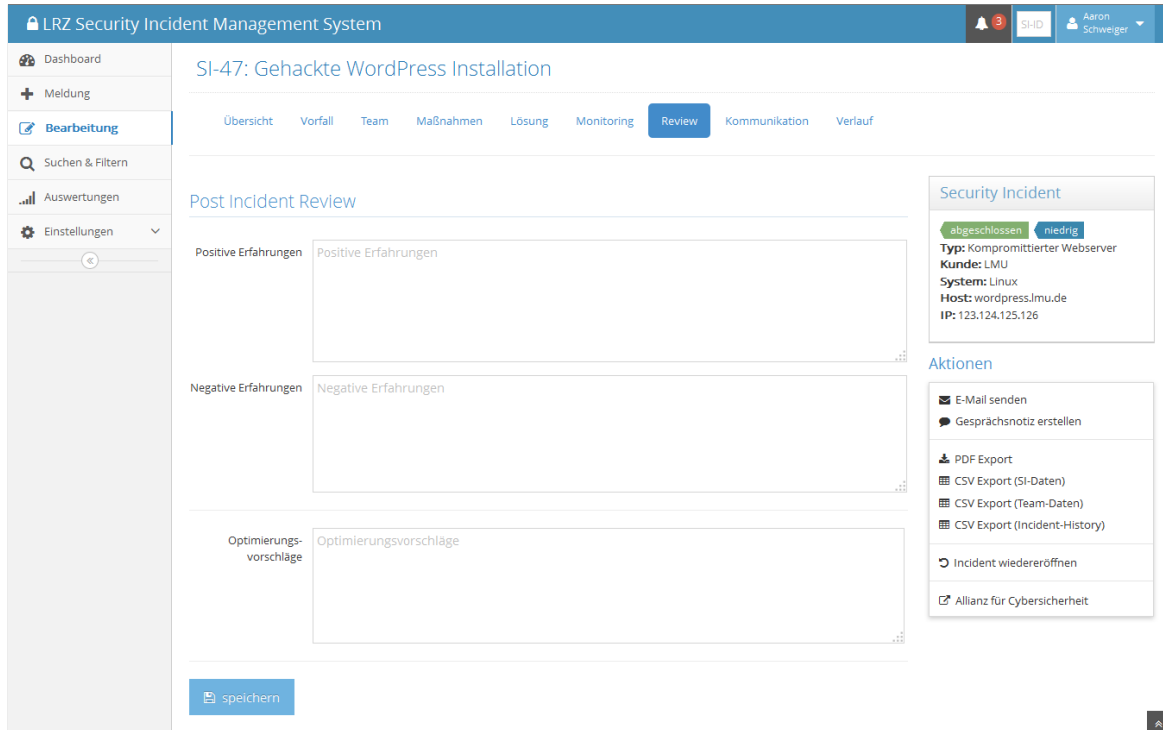 LRZ Security Incident Management System
3
SI-ID
Aaron
Schweiger
Dashboard
Meldung
Bearbeitung
Suchen & Filtern
Auswertungen
Einstellungen
SI-47: Gehackte WordPress Installation
Übersicht Vorfall Team Maßnahmen Lösung Monitoring Review Kommunikation Verlauf
Post Incident Review
Positive Erfahrungen
Positive Erfahrungen
Negative Erfahrungen
Negative Erfahrungen
Optimierungs-
vorschläge
Optimierungsvorschläge
speichern
Security Incident
abgeschlossen niedrig
Typ: Kompromittierter Webserver
Kunde: LMU
System: Linux
Host: wordpress.lmu.de
IP: 123.124.125.126
Aktionen
E-Mail senden
Gesprächsnotiz erstellen
PDF Export
CSV Export (SI-Daten)
CSV Export (Team-Daten)
CSV Export (Incident-History)
Incident wiedereröffnen
Allianz für Cybersicherheit